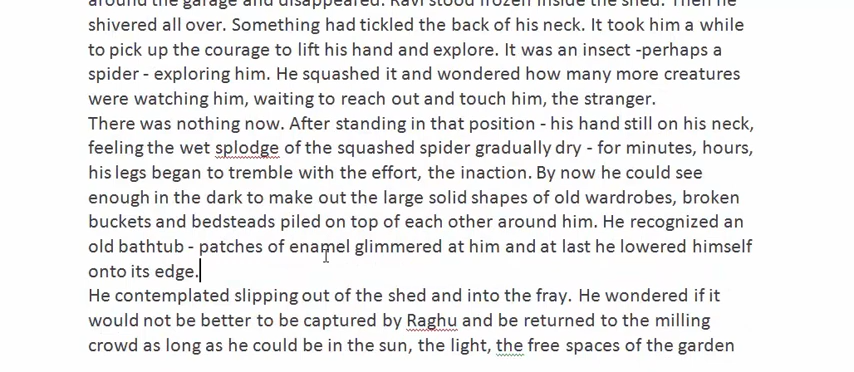 around the garage and disappeared. Ravi stood frozen inside the shed. Then he
shivered all over. Something had tickled the back of his neck. It took him a while
to pick up the courage to lift his hand and explore. It was an insect -perhaps a
spider - exploring him. He squashed it and wondered how many more creatures
were watching him, waiting to reach out and touch him, the stranger.
There was nothing now. After standing in that position - his hand still on his neck,
feeling the wet splodge of the squashed spider gradually dry - for minutes, hours,
his legs began to tremble with the effort, the inaction. By now he could see
enough in the dark to make out the large solid shapes of old wardrobes, broken
buckets and bedsteads piled on top of each other around him. He recognized an
old bathtub - patches of enamel glimmered at him and at last he lowered himself
onto its edge.
He contemplated slipping out of the shed and into the fray. He wondered if it
would not be better to be captured by Raghu and be returned to the milling
crowd as long as he could be in the sun, the light, the free spaces of the garden